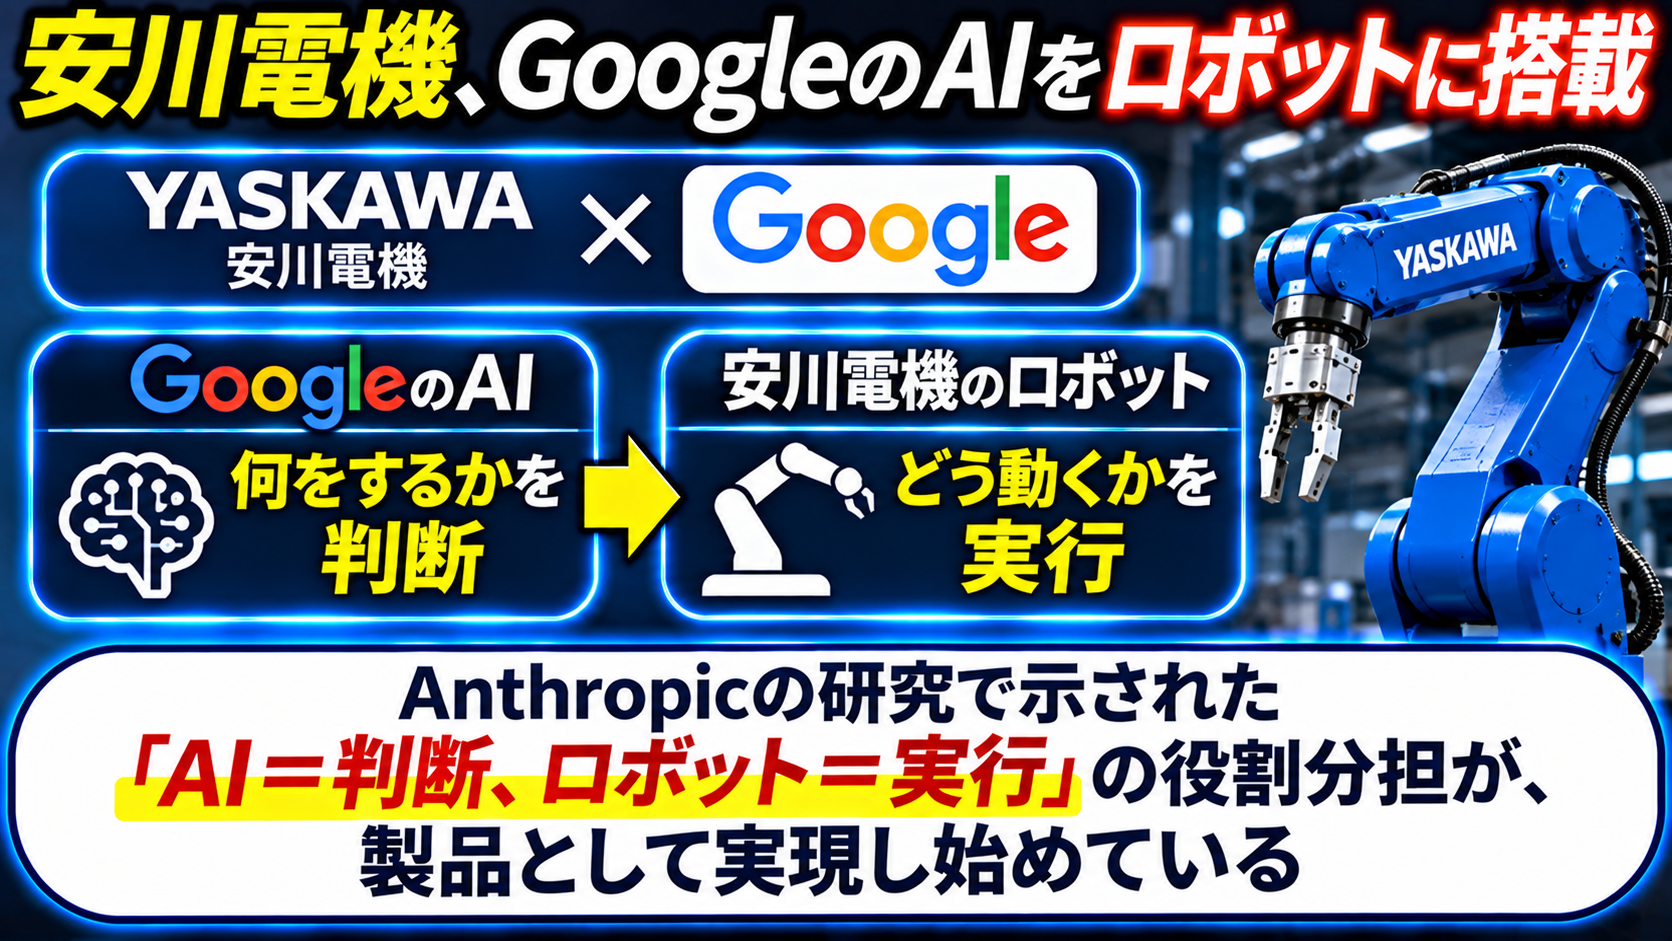 安川電機、GoogleのAIをロボットに搭載
YASKAWA
安川電機
×
Google
YASKAWA
GoogleのAI
何をするかを
判断
安川電機のロボット
どう動くかを
実行
Anthropicの研究で示された
「AI＝判断、ロボット＝実行」の役割分担が、
製品として実現し始めている